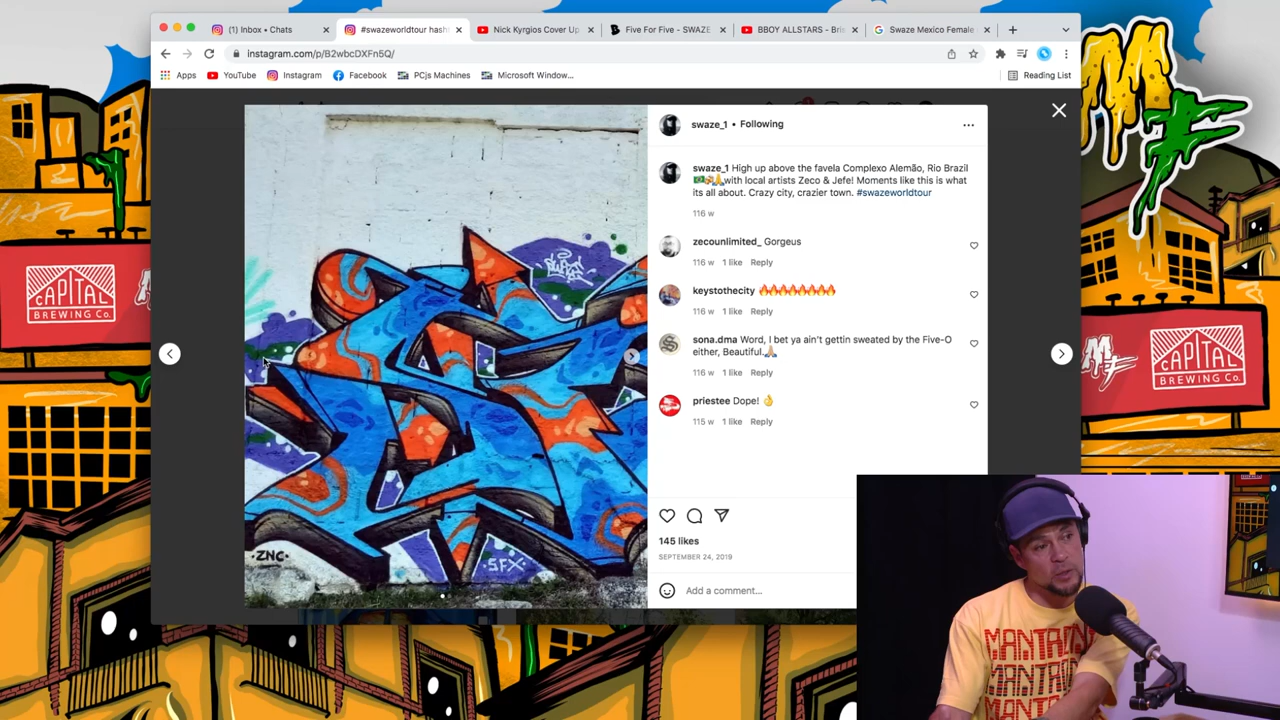 (1) Inbox • Chats
#swazeworldtour hash
Nick Kyrgios Cover Up
Five For Five - SWAZE
BBOY ALLSTARS - Bris
Swaze Mexico Female
instagram.com/p/B2wbcDXFn5Q/
Apps
YouTube
Instagram
Facebook
PCjs Machines
Microsoft Window...
Reading List
swaze_1 • Following
swaze_1 High up above the favela Complexo Alemão, Rio Brazil
🇧🇷🎨🙏with local artists Zeco & Jefe! Moments like this is what
its all about. Crazy city, crazier town. #swazeworldtour
116 w
zecounlimited_ Gorgeus
116 w 1 like Reply
keystothecity 🔥🔥🔥🔥🔥🔥🔥🔥
116 w 1 like Reply
sona.dma Word, I bet ya ain't gettin sweated by the Five-O
either, Beautiful.🙏🏼
116 w 1 like Reply
priestee Dope! 👌
115 w 1 like Reply
145 likes
SEPTEMBER 24, 2019
Add a comment...
·ZNC·
·SFX·
CAPITAL
BREWING Co.
CAPITAL
BREWING Co.
MF
MF
MANTRA
MANTRA
MANTRA